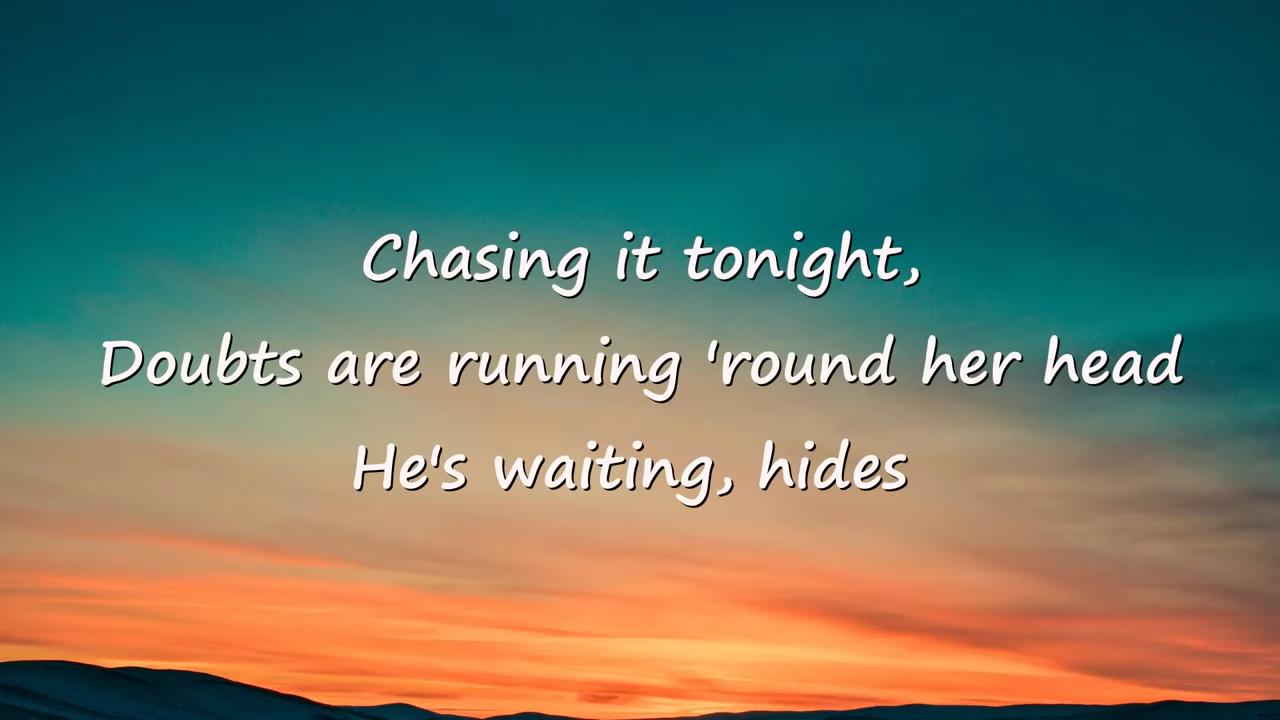 Chasing it tonight,
Doubts are running 'round her head
He's waiting, hides